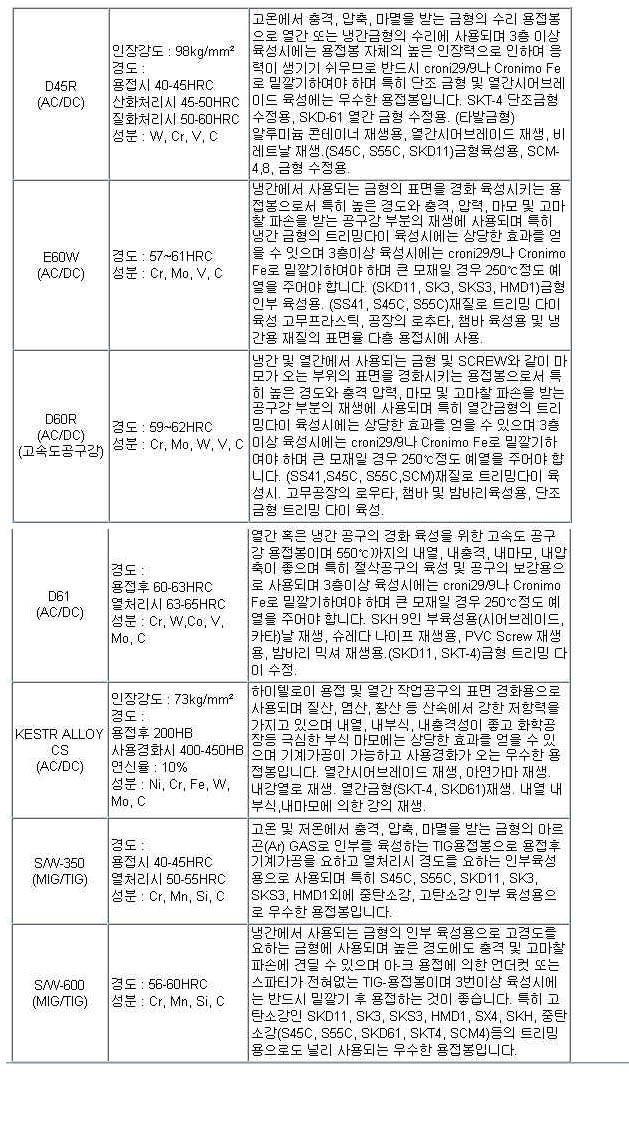 D45R
(AC/DC)
인장강도 : 98kg/mm²
경도 :
용접시 40-45HRC
산화처리시 45-50HRC
질화처리시 50-60HRC
성분 : W, Cr, V, C
고온에서 충격, 압축, 마멸을 받는 금형의 수리 용접봉
으로 열간 또는 냉간금형의 수리에 사용되며 3층 이상
육성시에는 용접봉 자체의 높은 인장력으로 인하여 응
력이 생기기 쉬우므로 반드시 croni29/9나 Cronimo Fe
로 밑깔기하여야 하며 특히 단조 금형 및 열간시어브레
이드 육성에는 우수한 용접봉입니다. SKT-4 단조금형
수정용, SKD-61 열간 금형 수정용. (타발금형)
알루미늄 콘테이너 재생용, 열간시어브레이드 재생, 비
레트날 재생.(S45C, S55C, SKD11)금형육성용, SCM-
4,8, 금형 수정용.
E60W
(AC/DC)
경도 : 57~61HRC
성분 : Cr, Mo, V, C
냉간에서 사용되는 금형의 표면을 경화 육성시키는 용
접봉으로서 특히 높은 경도와 충격, 압력, 마모 및 고마
찰 파손을 받는 공구강 부분의 재생에 사용되며 특히
냉간 금형의 트리밍다이 육성시에는 상당한 효과를 얻
을 수 잇으며 3층이상 육성시에는 croni29/9나 Cronimo
Fe로 밑깔기하여야 하며 큰 모재일 경우 250℃정도 예
열을 주어야 합니다. (SKD11, SK3, SKS3, HMD1)금형
인부 육성용. (SS41, S45C, S55C)재질로 트리밍 다이
육성 고무프라스틱, 공장의 로추타, 챔바 육성용 및 냉
간용 재질의 표면율 다층 용접시에 사용.
D60R
(AC/DC)
(고속도공구강)
경도 : 59~62HRC
성분 : Cr, Mo, W, V, C
냉간 및 열간에서 사용되는 금형 및 SCREW와 같이 마
모가 오는 부위의 표면을 경화시키는 용접봉으로서 특
히 높은 경도와 충격 압력, 마모 및 고마찰 파손을 받는
공구강 부분의 재생에 사용되며 특히 열간금형의 트리
밍다이 육성시에는 상당한 효과를 얻을 수 있으며 3층
이상 육성시에는 croni29/9나 Cronimo Fe로 밑깔기하
여야 하며 큰 모재일 경우 250℃정도 예열을 주어야 합
니다. (SS41,S45C, S55C,SCM)재질로 트리밍다이 육
성시. 고무공장의 로우타, 챔바 및 밤바리육성용, 단조
금형 트리밍 다이 육성.
D61
(AC/DC)
경도 :
용접후 60-63HRC
열처리시 63-65HRC
성분 : Cr, W,Co, V,
Mo, C
열간 혹은 냉간 공구의 경화 육성을 위한 고속도 공구
강 용접봉이며 550℃까지의 내열, 내충격, 내마모, 내압
축이 좋으며 특히 절삭공구의 육성 및 공구의 보강용으
로 사용되며 3층이상 육성시에는 croni29/9나 Cronimo
Fe로 밑깔기하여야 하며 큰 모재일 경우 250℃정도 예
열을 주어야 합니다. SKH 9인 부육성용(시어브레이드,
카타)날 재생, 슈레다 나이프 재생용, PVC Screw 재생
용, 밤바리 믹셔 재생용.(SKD11, SKT-4)금형 트리밍 다
이 수정.
KESTR ALLOY
CS
(AC/DC)
인장강도 : 73kg/mm²
경도 :
용접후 200HB
사용경화시 400-450HB
연신율 : 10%
성분 : Ni, Cr, Fe, W,
Mo, C
하이텔로이 용접 및 열간 작업공구의 표면 경화용으로
사용되며 질산, 염산, 황산 등 산속에서 강한 저항력을
가지고 있으며 내열, 내부식, 내충격성이 좋고 화학공
장등 극심한 부식 마모에는 상당한 효과를 얻을 수 있
으며 기계가공이 가능하고 사용경화가 오는 우수한 용
접봉입니다. 열간시어브레이드 재생, 아연가마 재생.
내강열로 재생. 열간금형(SKT-4, SKD61)재생. 내열 내
부식,내마모에 의한 강의 재생.
S/W-350
(MIG/TIG)
경도 :
용접시 40-45HRC
열처리시 50-55HRC
성분 : Cr, Mn, Si, C
고온 및 저온에서 충격, 압축, 마멸을 받는 금형의 아르
곤(Ar) GAS로 인부를 육성하는 TIG용접봉으로 용접후
기계가공을 요하고 열처리시 경도를 요하는 인부육성
용으로 사용되며 특히 S45C, S55C, SKD11, SK3,
SKS3, HMD1외에 중탄소강, 고탄소강 인부 육성용으
로 우수한 용접봉입니다.
S/W-600
(MIG/TIG)
경도 : 56-60HRC
성분 : Cr, Mn, Si, C
냉간에서 사용되는 금형의 인부 육성용으로 고경도를
요하는 금형에 사용되며 높은 경도에도 충격 및 고마찰
파손에 견딜 수 있으며 아-크 용접에 의한 언더컷 또는
스파터가 전혀없는 TIG-용접봉이며 3번이상 육성시에
는 반드시 밑깔기 후 용접하는 것이 좋습니다. 특히 고
탄소강인 SKD11, SK3, SKS3, HMD1, SX4, SKH, 중탄
소강(S45C, S55C, SKD61, SKT4, SCM4)등의 트리밍
용으로도 널리 사용되는 우수한 용접봉입니다.